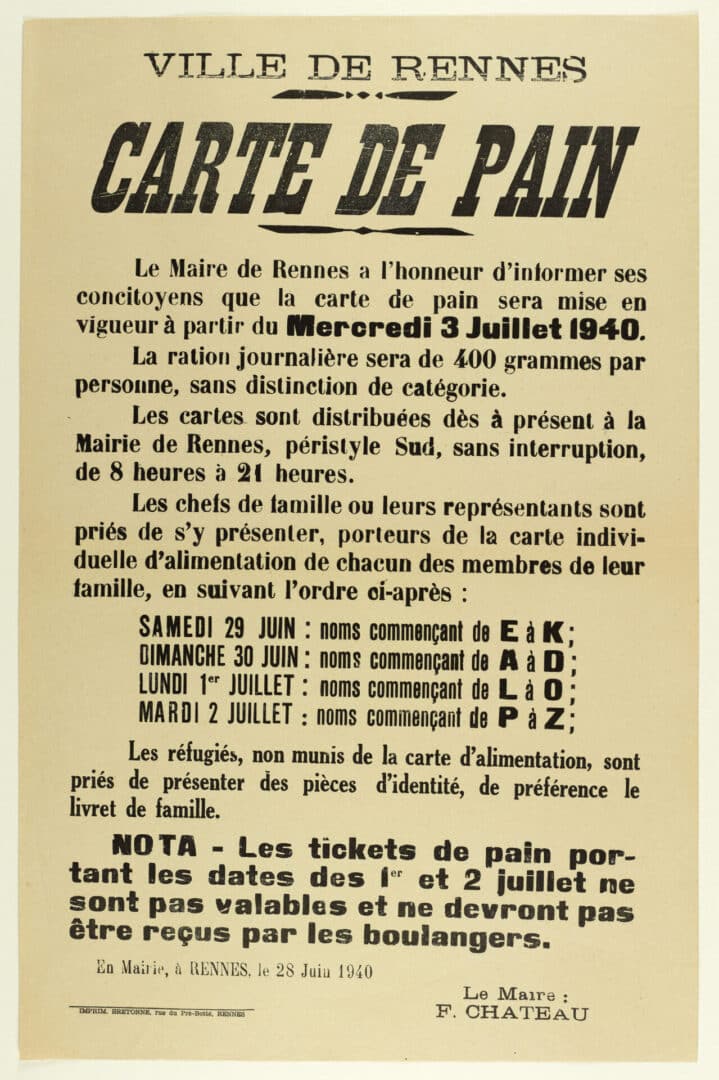 VILLE DE RENNES
CARTE DE PAIN
Le Maire de Rennes a l'honneur d'informer ses
concitoyens que la carte de pain sera mise en
vigueur à partir du Mercredi 3 Juillet 1940.
La ration journalière sera de 400 grammes par
personne, sans distinction de catégorie.
Les cartes sont distribuées dès à présent à la
Mairie de Rennes, péristyle Sud, sans interruption,
de 8 heures à 21 heures.
Les chefs de famille ou leurs représentants sont
priés de s'y présenter, porteurs de la carte indivi-
duelle d'alimentation de chacun des membres de leur
famille, en suivant l'ordre ci-après :
SAMEDI 29 JUIN : noms commençant de E à K ;
DIMANCHE 30 JUIN : noms commençant de A à D ;
LUNDI 1er JUILLET : noms commençant de L à O ;
MARDI 2 JUILLET : noms commençant de P à Z ;
Les réfugiés, non munis de la carte d'alimentation, sont
priés de présenter des pièces d'identité, de préférence le
livret de famille.
NOTA - Les tickets de pain por-
tant les dates des 1er et 2 juillet ne
sont pas valables et ne devront pas
être reçus par les boulangers.
En Mairie, à RENNES, le 28 Juin 1940
Le Maire :
F. CHATEAU
IMPRIM. BRETONNE, rue du Pré-Botté, RENNES